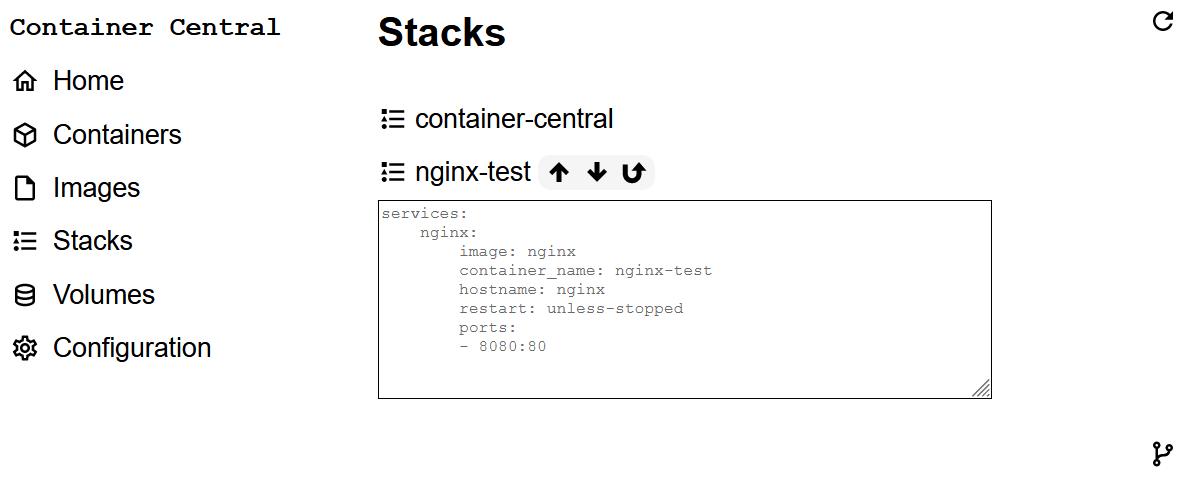 Container Central
Home
Containers
Images
Stacks
Volumes
Configuration
Stacks
container-central
nginx-test
services:
    nginx:
        image: nginx
        container_name: nginx-test
        hostname: nginx
        restart: unless-stopped
        ports:
        - 8080:80